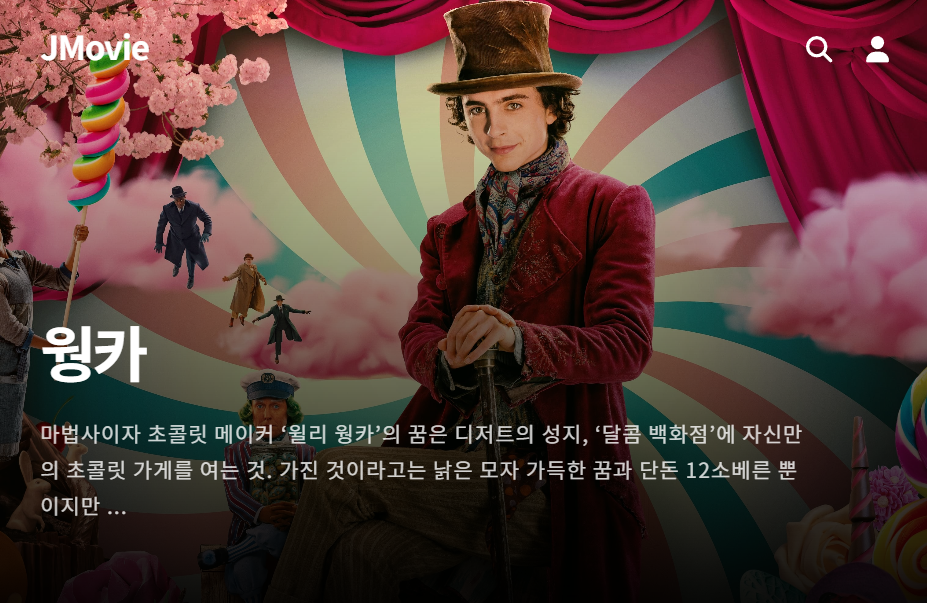 JMovie
웡카
마법사이자 초콜릿 메이커 ‘윌리 웡카’의 꿈은 디저트의 성지, ‘달콤 백화점’에 자신만
의 초콜릿 가게를 여는 것. 가진 것이라고는 낡은 모자 가득한 꿈과 단돈 12소베른 뿐
이지만 ...